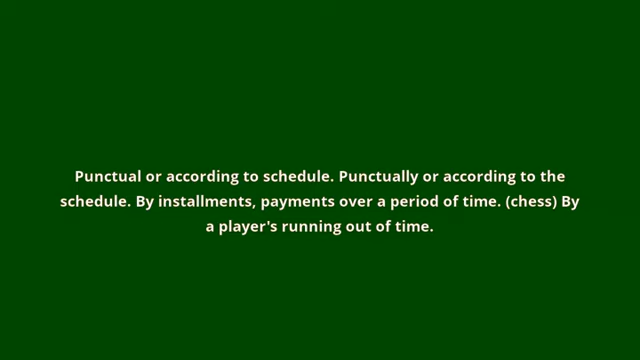 Punctual or according to schedule. Punctually or according to the
schedule. By installments, payments over a period of time. (chess) By
a player's running out of time.